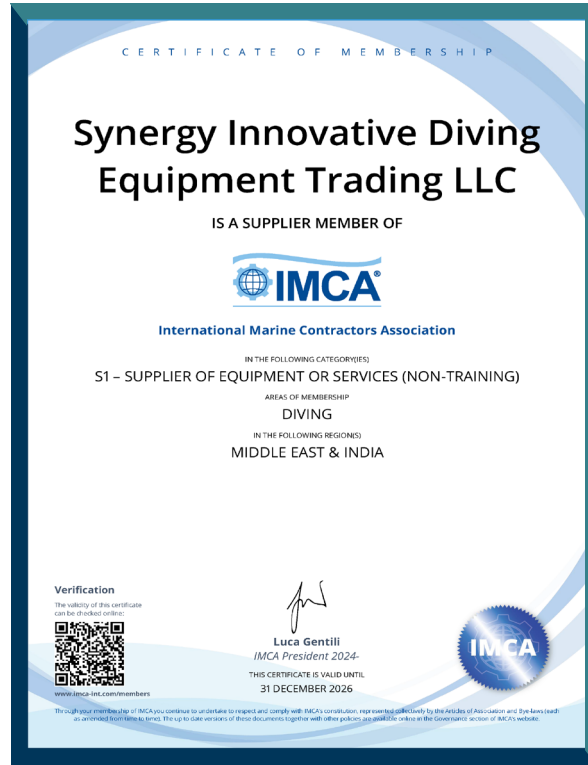 CERTIFICATE OF MEMBERSHIP
Synergy Innovative Diving
Equipment Trading LLC
IS A SUPPLIER MEMBER OF
IMCA®
International Marine Contractors Association
IN THE FOLLOWING CATEGORY(IES)
S1 – SUPPLIER OF EQUIPMENT OR SERVICES (NON-TRAINING)
AREAS OF MEMBERSHIP
DIVING
IN THE FOLLOWING REGION(S)
MIDDLE EAST & INDIA
Verification
The validity of this certificate
can be checked online:
www.imca-int.com/members
Luca Gentili
IMCA President 2024-
THIS CERTIFICATE IS VALID UNTIL
31 DECEMBER 2026
IMCA
Through your membership of IMCA you continue to undertake to respect and comply with IMCA's constitution, represented collectively by the Articles of Association and Bye-laws (each
as amended from time to time). The up to date versions of these documents together with other policies are available online in the Governance section of IMCA's website.